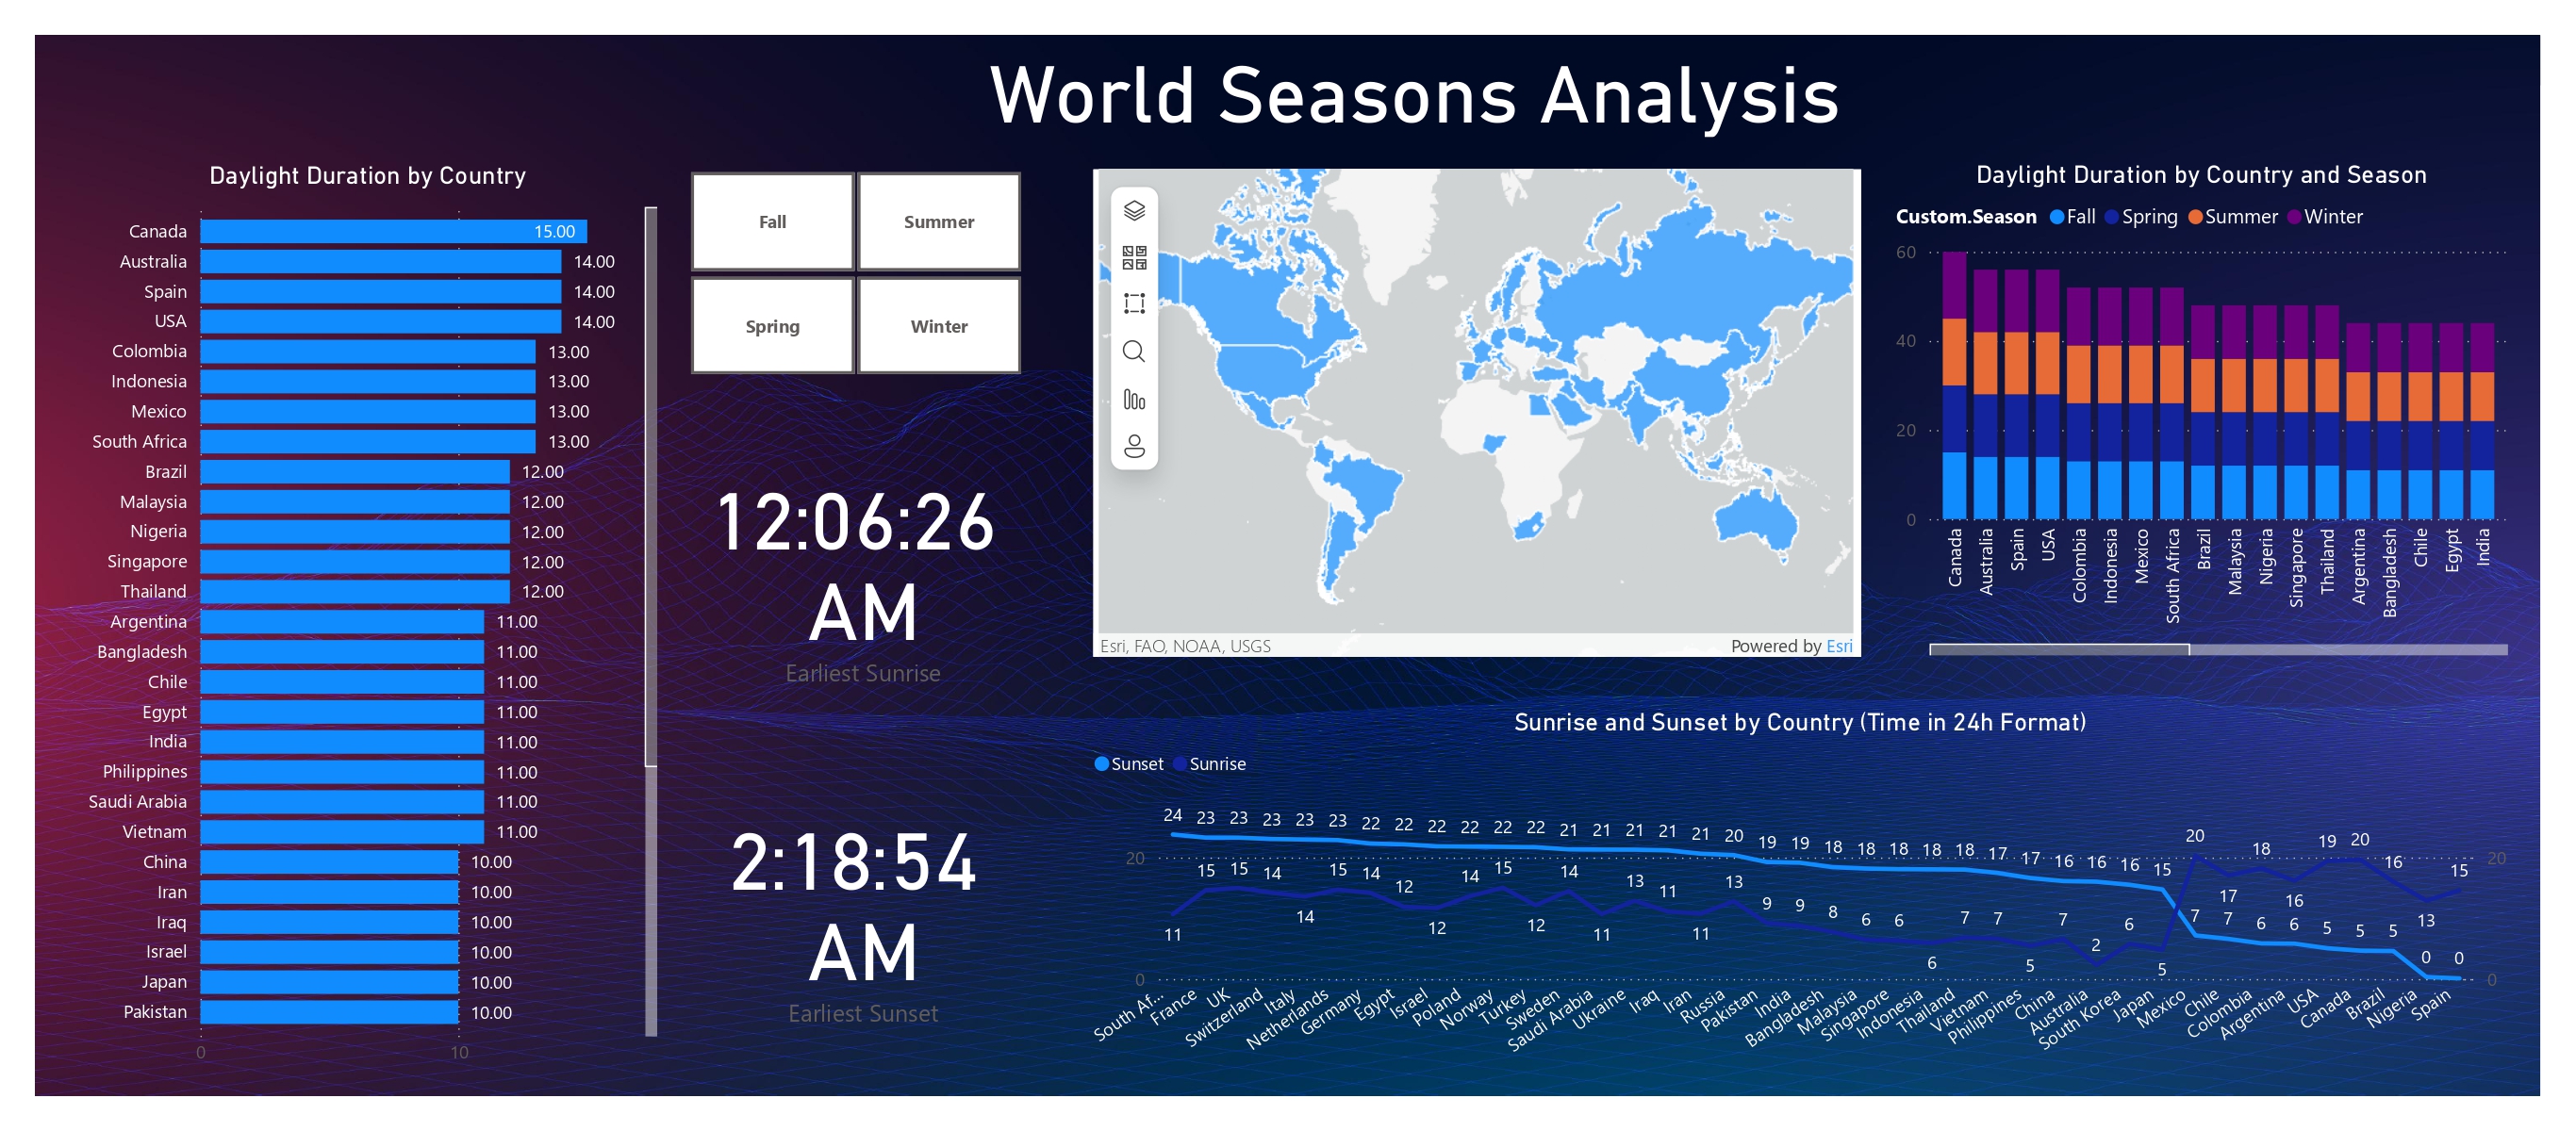 World Seasons Analysis
Daylight Duration by Country
Canada 15.00
Australia 14.00
Spain 14.00
USA 14.00
Colombia 13.00
Indonesia 13.00
Mexico 13.00
South Africa 13.00
Brazil 12.00
Malaysia 12.00
Nigeria 12.00
Singapore 12.00
Thailand 12.00
Argentina 11.00
Bangladesh 11.00
Chile 11.00
Egypt 11.00
India 11.00
Philippines 11.00
Saudi Arabia 11.00
Vietnam 11.00
China 10.00
Iran 10.00
Iraq 10.00
Israel 10.00
Japan 10.00
Pakistan 10.00
0 10
Fall Summer
Spring Winter
12:06:26
AM
Earliest Sunrise
2:18:54
AM
Earliest Sunset
Esri, FAO, NOAA, USGS Powered by Esri
Daylight Duration by Country and Season
Custom.Season Fall Spring Summer Winter
60
40
20
0
Canada
Australia
Spain
USA
Colombia
Indonesia
Mexico
South Africa
Brazil
Malaysia
Nigeria
Singapore
Thailand
Argentina
Bangladesh
Chile
Egypt
India
Sunrise and Sunset by Country (Time in 24h Format)
Sunset Sunrise
24 23 23 23 23 23 22 22 22 22 22 22 21 21 21 21 21 20 19 19 18 18 18 18 18 17 17 16 16 16 15 7 7 6 6 5 5 5 0 0
11 15 15 14 14 15 14 12 12 14 15 12 14 11 13 11 11 13 9 9 8 6 6 6 7 7 5 7 2 6 5 20 17 18 16 19 20 16 13 15
20 20
0 0
South Af...
France
UK
Switzerland
Italy
Netherlands
Germany
Egypt
Israel
Poland
Norway
Turkey
Sweden
Saudi Arabia
Ukraine
Iraq
Iran
Russia
Pakistan
India
Bangladesh
Malaysia
Singapore
Indonesia
Thailand
Vietnam
Philippines
China
Australia
South Korea
Japan
Mexico
Chile
Colombia
Argentina
USA
Canada
Brazil
Nigeria
Spain